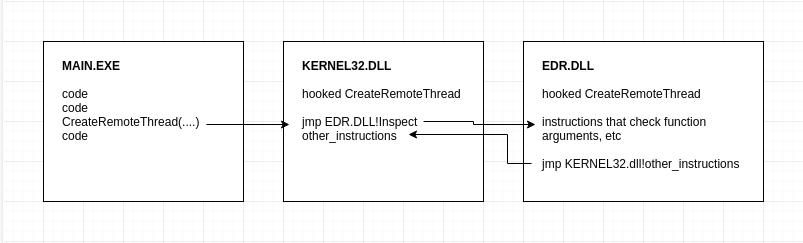 MAIN.EXE
code
code
CreateRemoteThread(....)
code
KERNEL32.DLL
hooked CreateRemoteThread
jmp EDR.DLL!Inspect
other_instructions
EDR.DLL
hooked CreateRemoteThread
instructions that check function
arguments, etc
jmp KERNEL32.dll!other_instructions